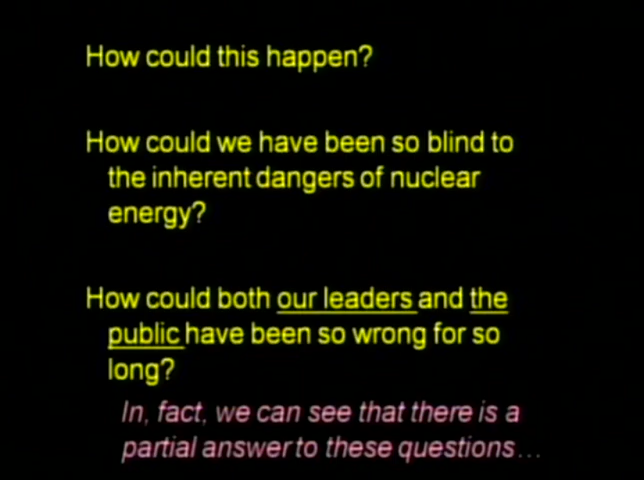 How could this happen?
How could we have been so blind to
the inherent dangers of nuclear
energy?
How could both our leaders and the
public have been so wrong for so
long?
In, fact, we can see that there is a
partial answer to these questions…